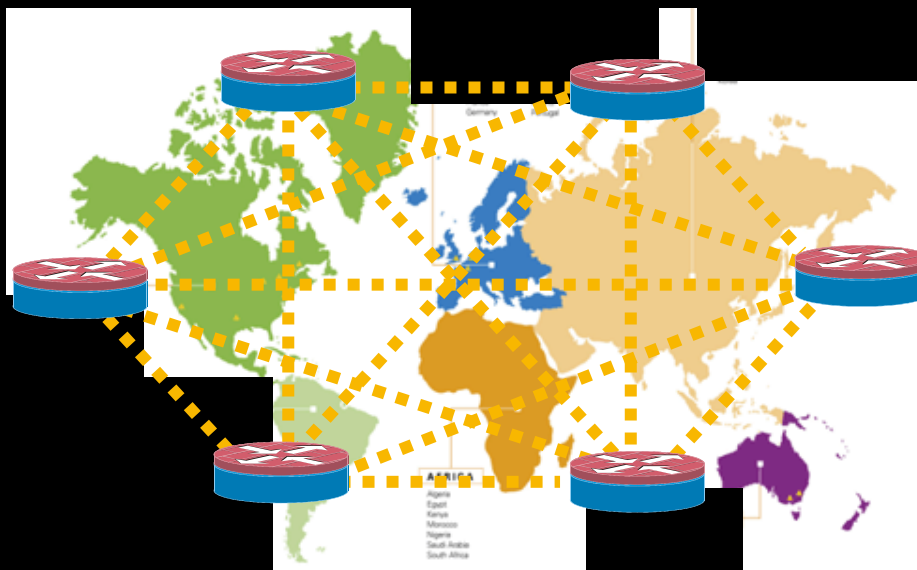 Germany
Portugal
AFRICA
Algeria
Egypt
Kenya
Morocco
Nigeria
Saudi Arabia
South Africa